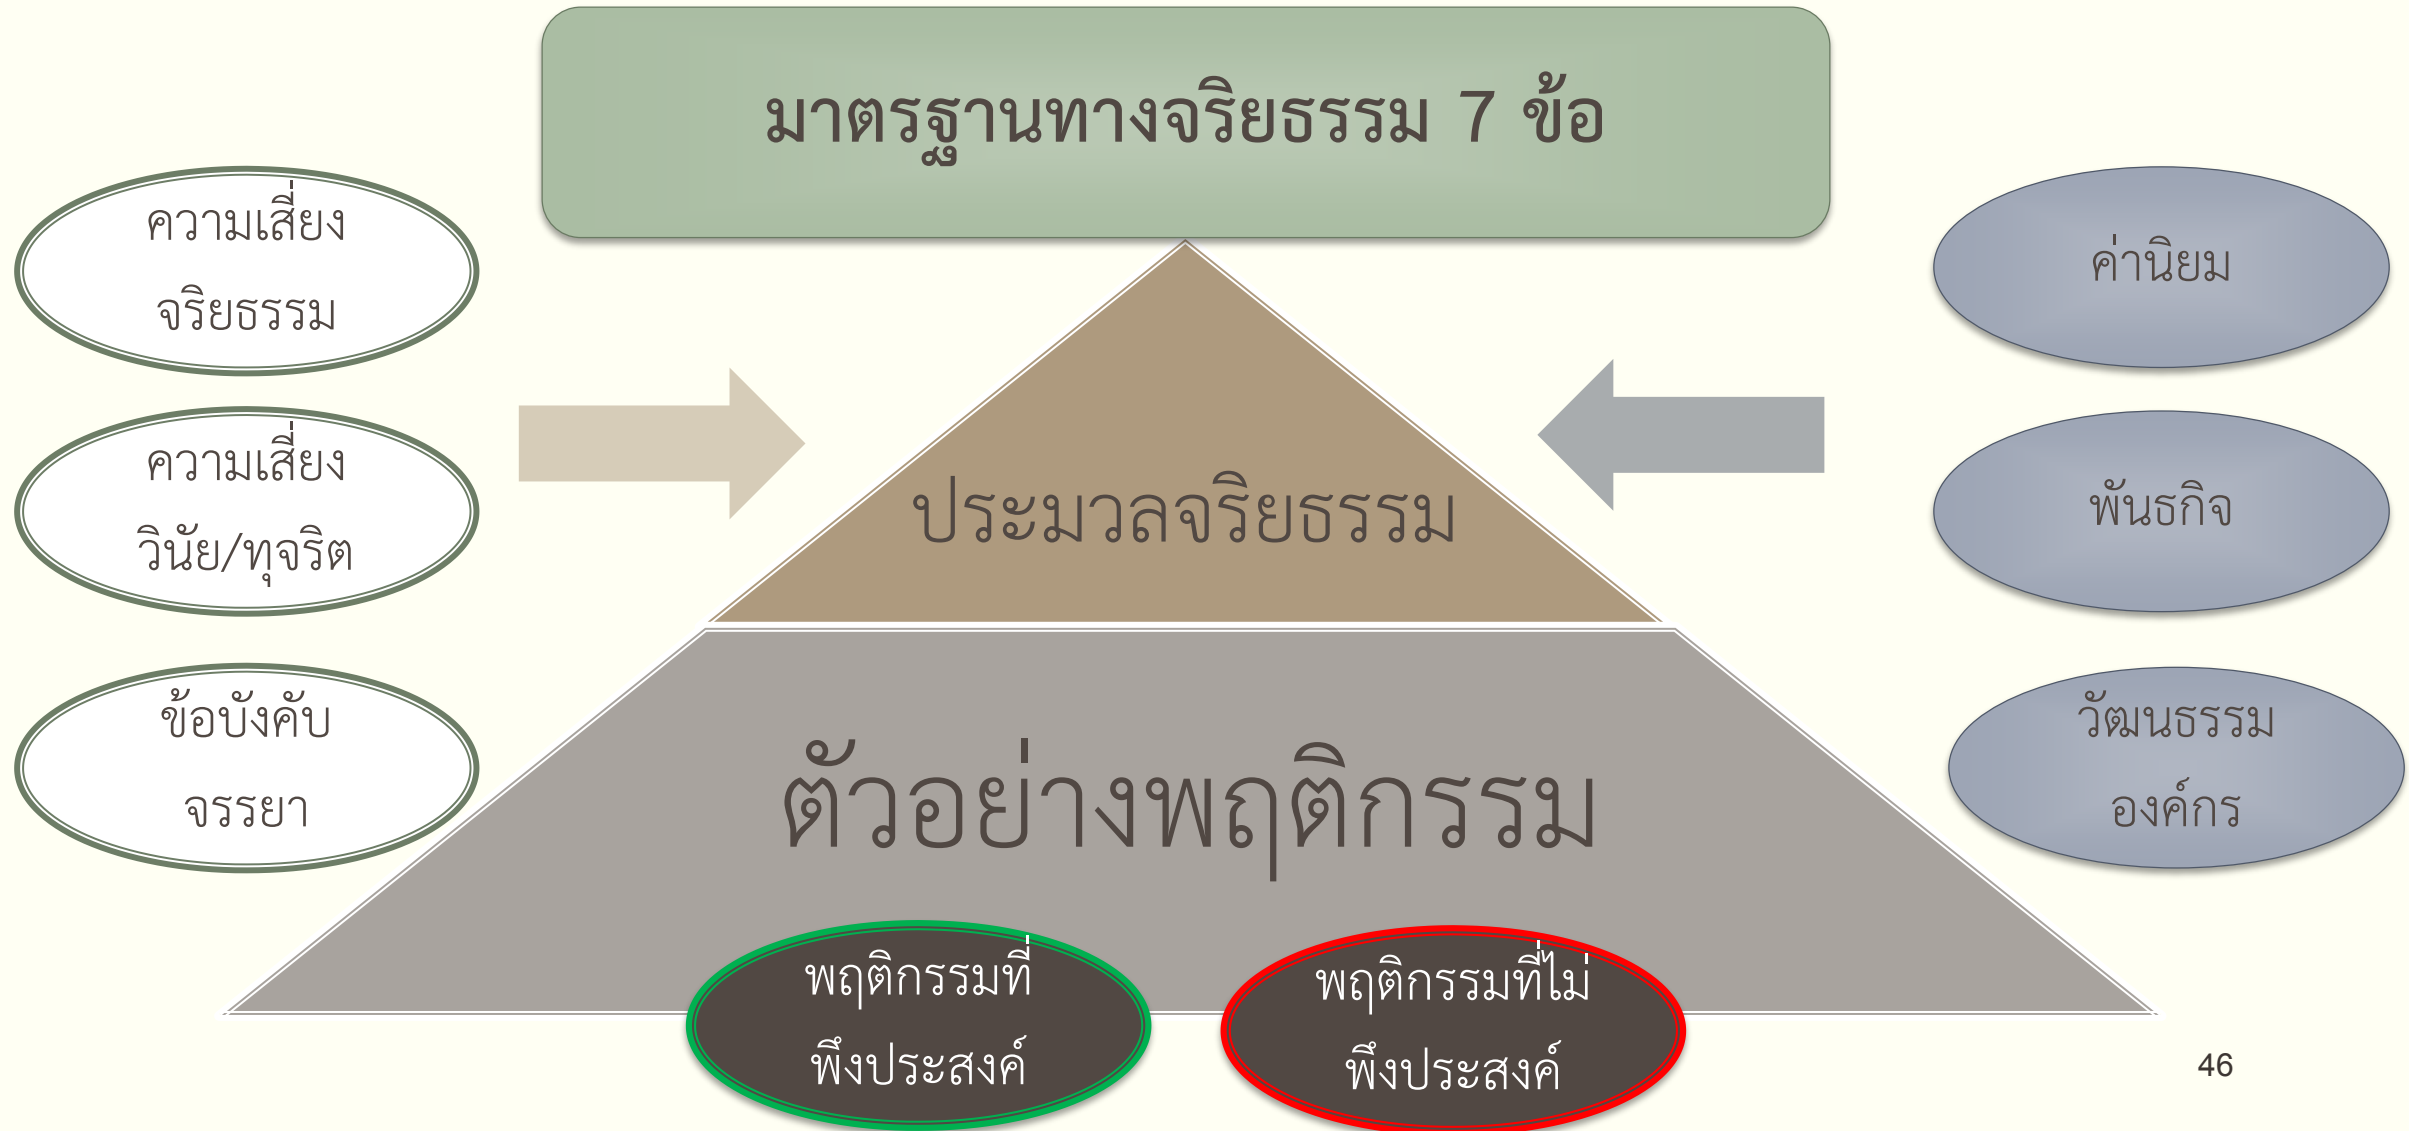 มาตรฐานทางจริยธรรม 7 ข้อ
ความเสี่ยง
จริยธรรม
ความเสี่ยง
วินัย/ทุจริต
ข้อบังคับ
จรรยา
ประมวลจริยธรรม
ตัวอย่างพฤติกรรม
พฤติกรรมที่
พึงประสงค์
พฤติกรรมที่ไม่
พึงประสงค์
ค่านิยม
พันธกิจ
วัฒนธรรม
องค์กร
46